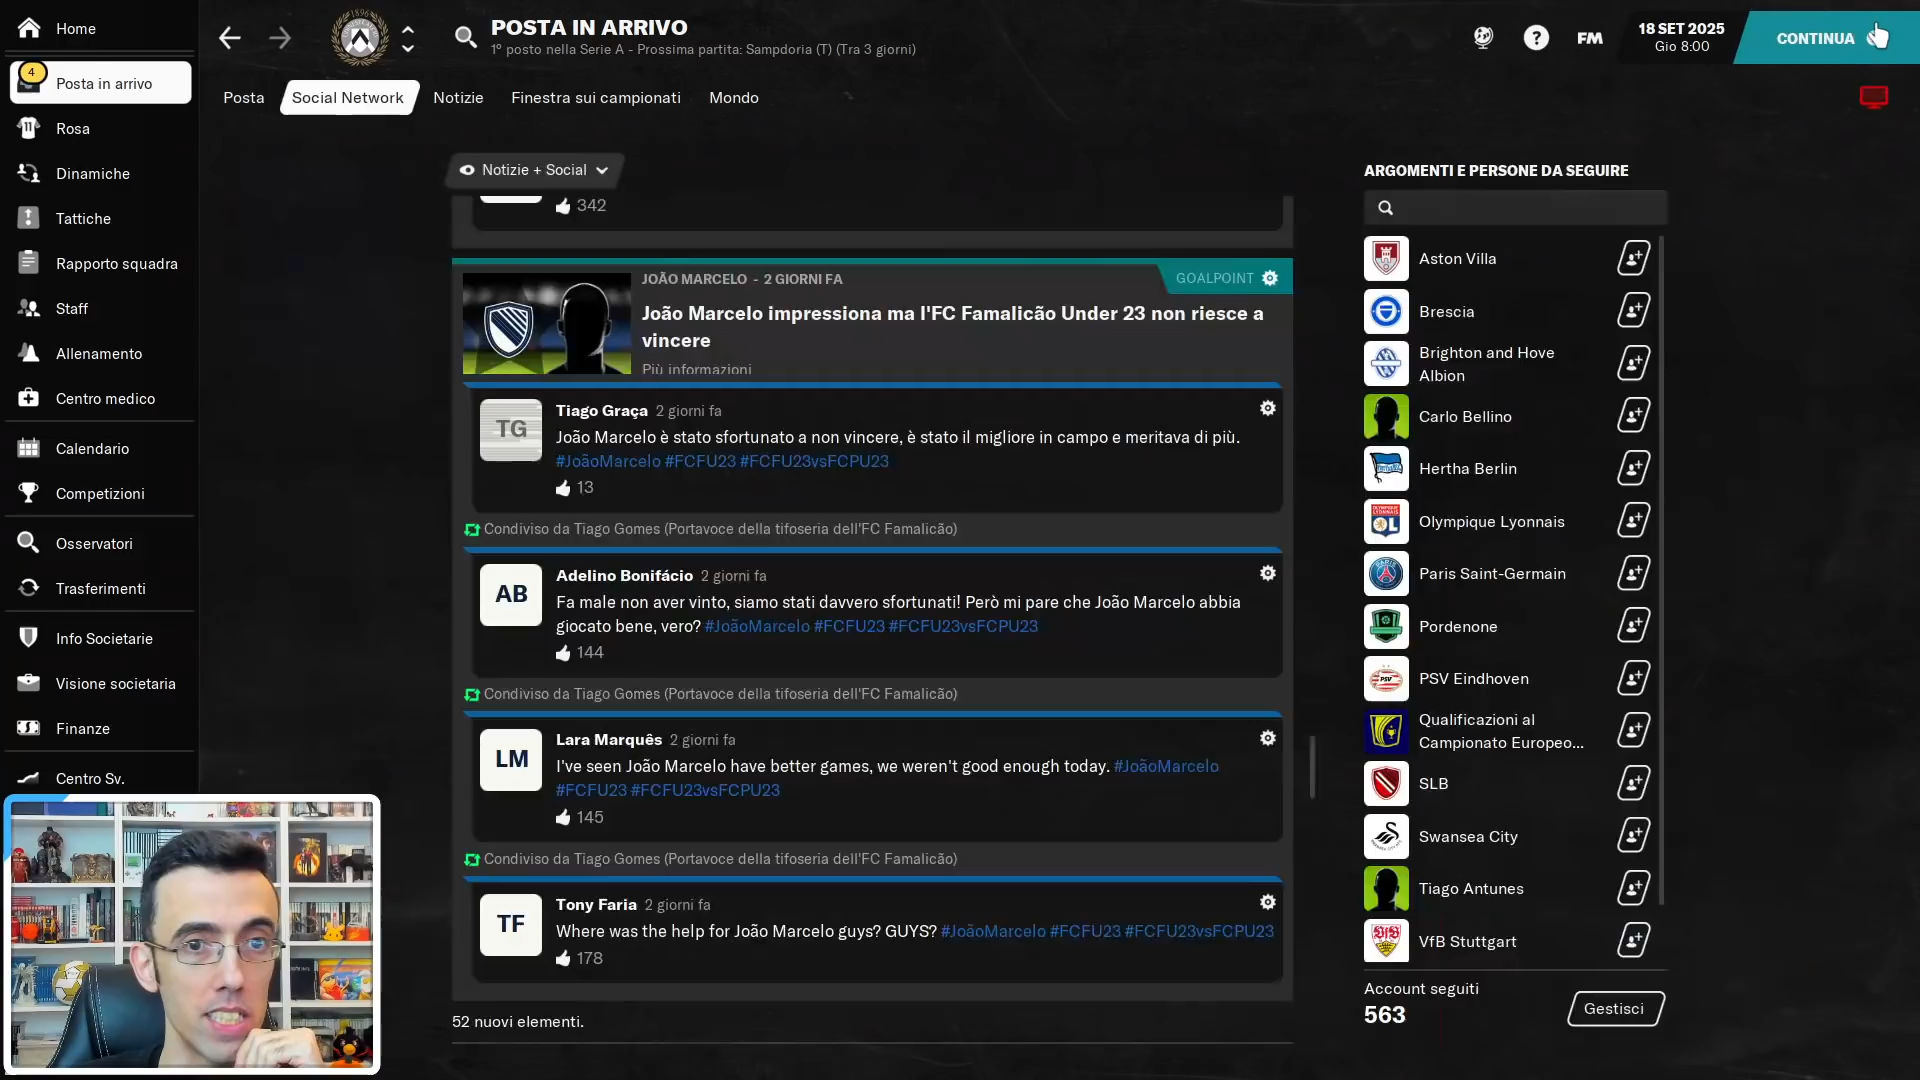 Home
POSTA IN ARRIVO
1º posto nella Serie A - Prossima partita: Sampdoria (T) (Tra 3 giorni)
FM
18 SET 2025
Gio 8:00
CONTINUA
4
Posta in arrivo
Posta
Social Network
Notizie
Finestra sui campionati
Mondo
Rosa
Dinamiche
Tattiche
Rapporto squadra
Staff
Allenamento
Centro medico
Calendario
Competizioni
Osservatori
Trasferimenti
Info Societarie
Visione societaria
Finanze
Centro Sv.
Notizie + Social
342
JOÃO MARCELO - 2 GIORNI FA
GOALPOINT
João Marcelo impressiona ma l'FC Famalicão Under 23 non riesce a
vincere
Più informazioni
TG
Tiago Graça 2 giorni fa
João Marcelo è stato sfortunato a non vincere, è stato il migliore in campo e meritava di più.
#JoãoMarcelo #FCFU23 #FCFU23vsFCPU23
13
Condiviso da Tiago Gomes (Portavoce della tifoseria dell'FC Famalicão)
AB
Adelino Bonifácio 2 giorni fa
Fa male non aver vinto, siamo stati davvero sfortunati! Però mi pare che João Marcelo abbia
giocato bene, vero? #JoãoMarcelo #FCFU23 #FCFU23vsFCPU23
144
Condiviso da Tiago Gomes (Portavoce della tifoseria dell'FC Famalicão)
LM
Lara Marquês 2 giorni fa
I've seen João Marcelo have better games, we weren't good enough today. #JoãoMarcelo
#FCFU23 #FCFU23vsFCPU23
145
Condiviso da Tiago Gomes (Portavoce della tifoseria dell'FC Famalicão)
TF
Tony Faria 2 giorni fa
Where was the help for João Marcelo guys? GUYS? #JoãoMarcelo #FCFU23 #FCFU23vsFCPU23
178
52 nuovi elementi.
ARGOMENTI E PERSONE DA SEGUIRE
Aston Villa
Brescia
Brighton and Hove
Albion
Carlo Bellino
Hertha Berlin
Olympique Lyonnais
Paris Saint-Germain
Pordenone
PSV Eindhoven
Qualificazioni al
Campionato Europeo...
SLB
Swansea City
Tiago Antunes
VfB Stuttgart
Account seguiti
563
Gestisci